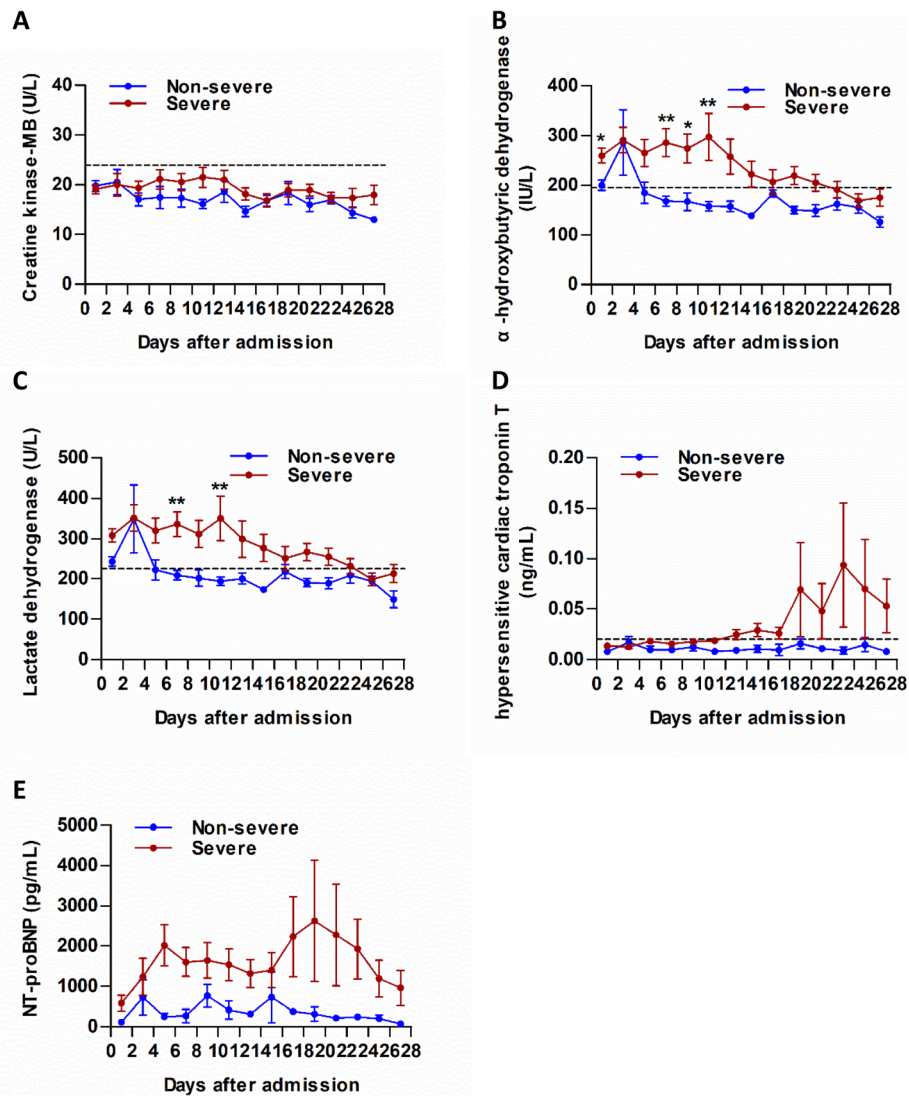 A
Creatine kinase-MB (U/L)
Non-severe
Severe
40
30
20
10
0
0 2 4 6 8 10 12 14 16 18 20 22 24 26 28
Days after admission
B
α -hydroxybutyric dehydrogenase
(IU/L)
Non-severe
Severe
* ** * **
400
300
200
100
0
0 2 4 6 8 10 12 14 16 18 20 22 24 26 28
Days after admission
C
Lactate dehydrogenase (U/L)
Non-severe
Severe
** **
500
400
300
200
100
0
0 2 4 6 8 10 12 14 16 18 20 22 24 26 28
Days after admission
D
hypersensitive cardiac troponin T
(ng/mL)
Non-severe
Severe
0.20
0.15
0.10
0.05
0.00
0 2 4 6 8 10 12 14 16 18 20 22 24 26 28
Days after admission
E
NT-proBNP (pg/mL)
Non-severe
Severe
5000
4000
3000
2000
1000
0
0 2 4 6 8 10 12 14 16 18 20 22 24 26 28
Days after admission